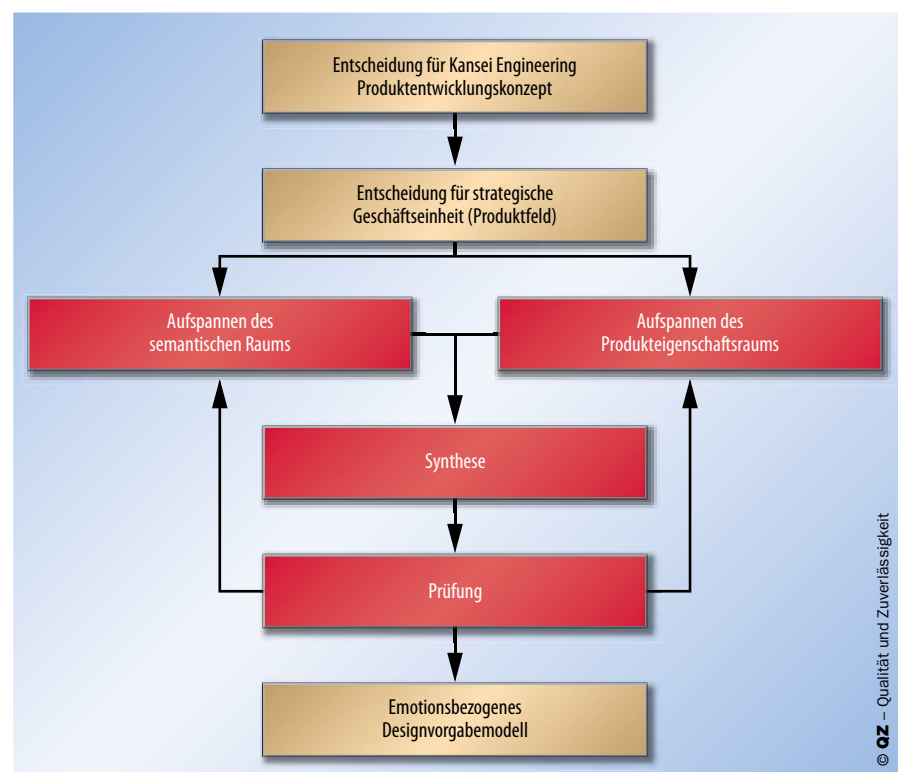 Entscheidung für Kansei Engineering
Produktentwicklungskonzept
Entscheidung für strategische
Geschäftseinheit (Produktfeld)
Aufspannen des
semantischen Raums
Aufspannen des
Produkteigenschaftsraums
Synthese
Prüfung
Emotionsbezogenes
Designvorgabemodell
© QZ – Qualität und Zuverlässigkeit